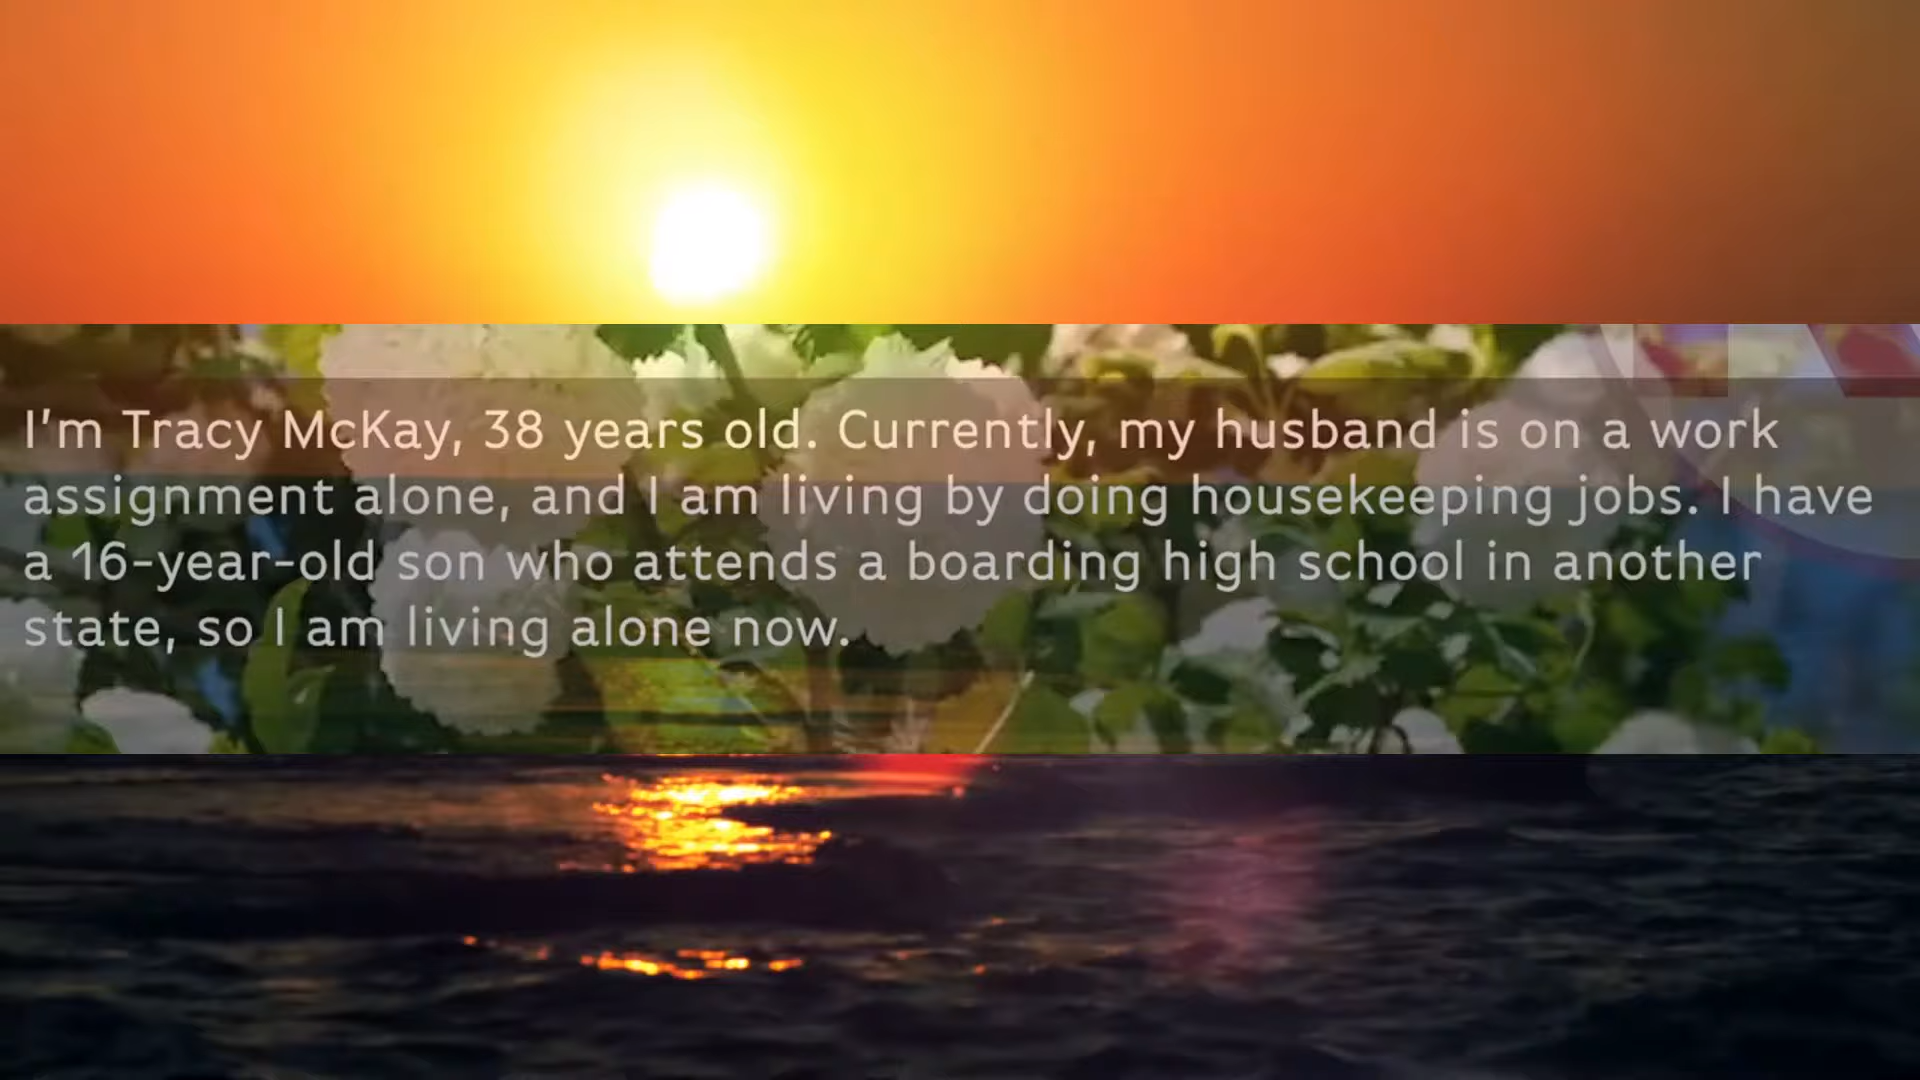 I'm Tracy McKay, 38 years old. Currently, my husband is on a work
assignment alone, and I am living by doing housekeeping jobs. I have
a 16-year-old son who attends a boarding high school in another
state, so I am living alone now.